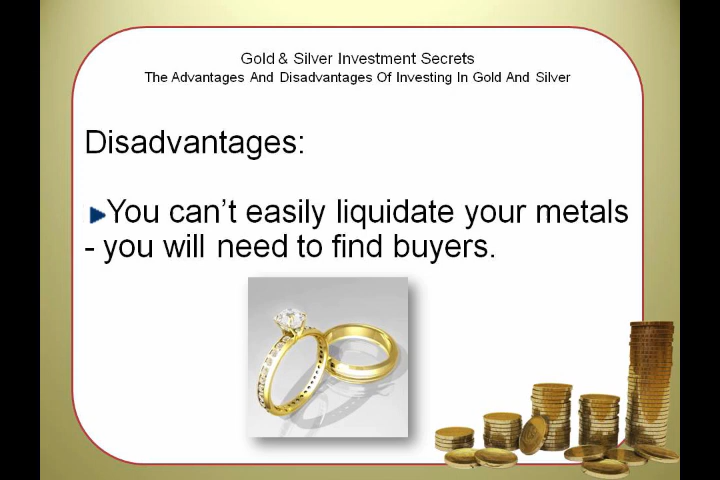 Gold & Silver Investment Secrets
The Advantages And Disadvantages Of Investing In Gold And Silver
Disadvantages:
You can’t easily liquidate your metals
- you will need to find buyers.